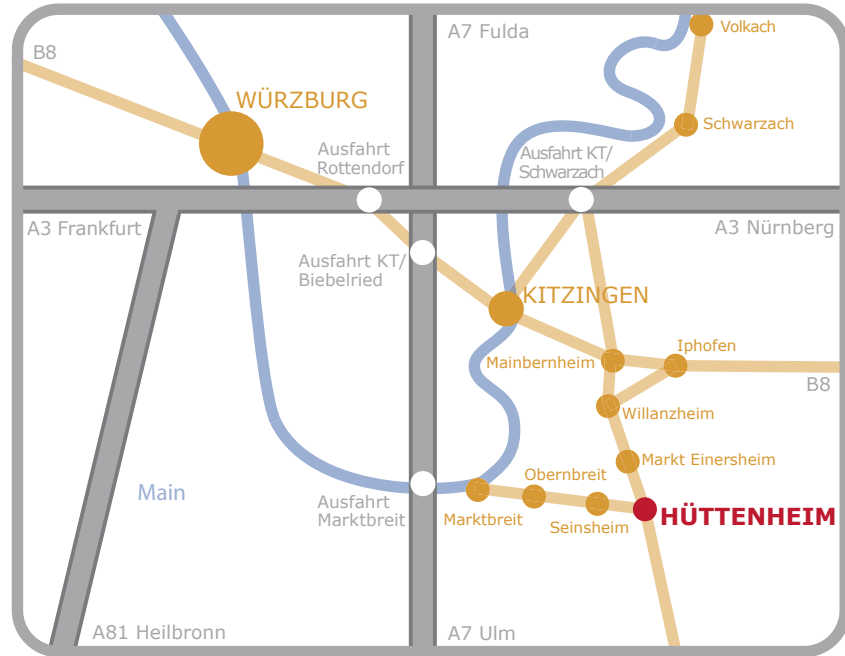 A7 Fulda
Volkach
B8
WÜRZBURG
Schwarzach
Ausfahrt
Rottendorf
Ausfahrt KT/
Schwarzach
A3 Frankfurt
A3 Nürnberg
Ausfahrt KT/
Biebelried
KITZINGEN
Iphofen
Mainbernheim
B8
Willanzheim
Markt Einersheim
Obernbreit
Main
Ausfahrt
Marktbreit
Marktbreit
Seinsheim
HÜTTENHEIM
A81 Heilbronn
A7 Ulm